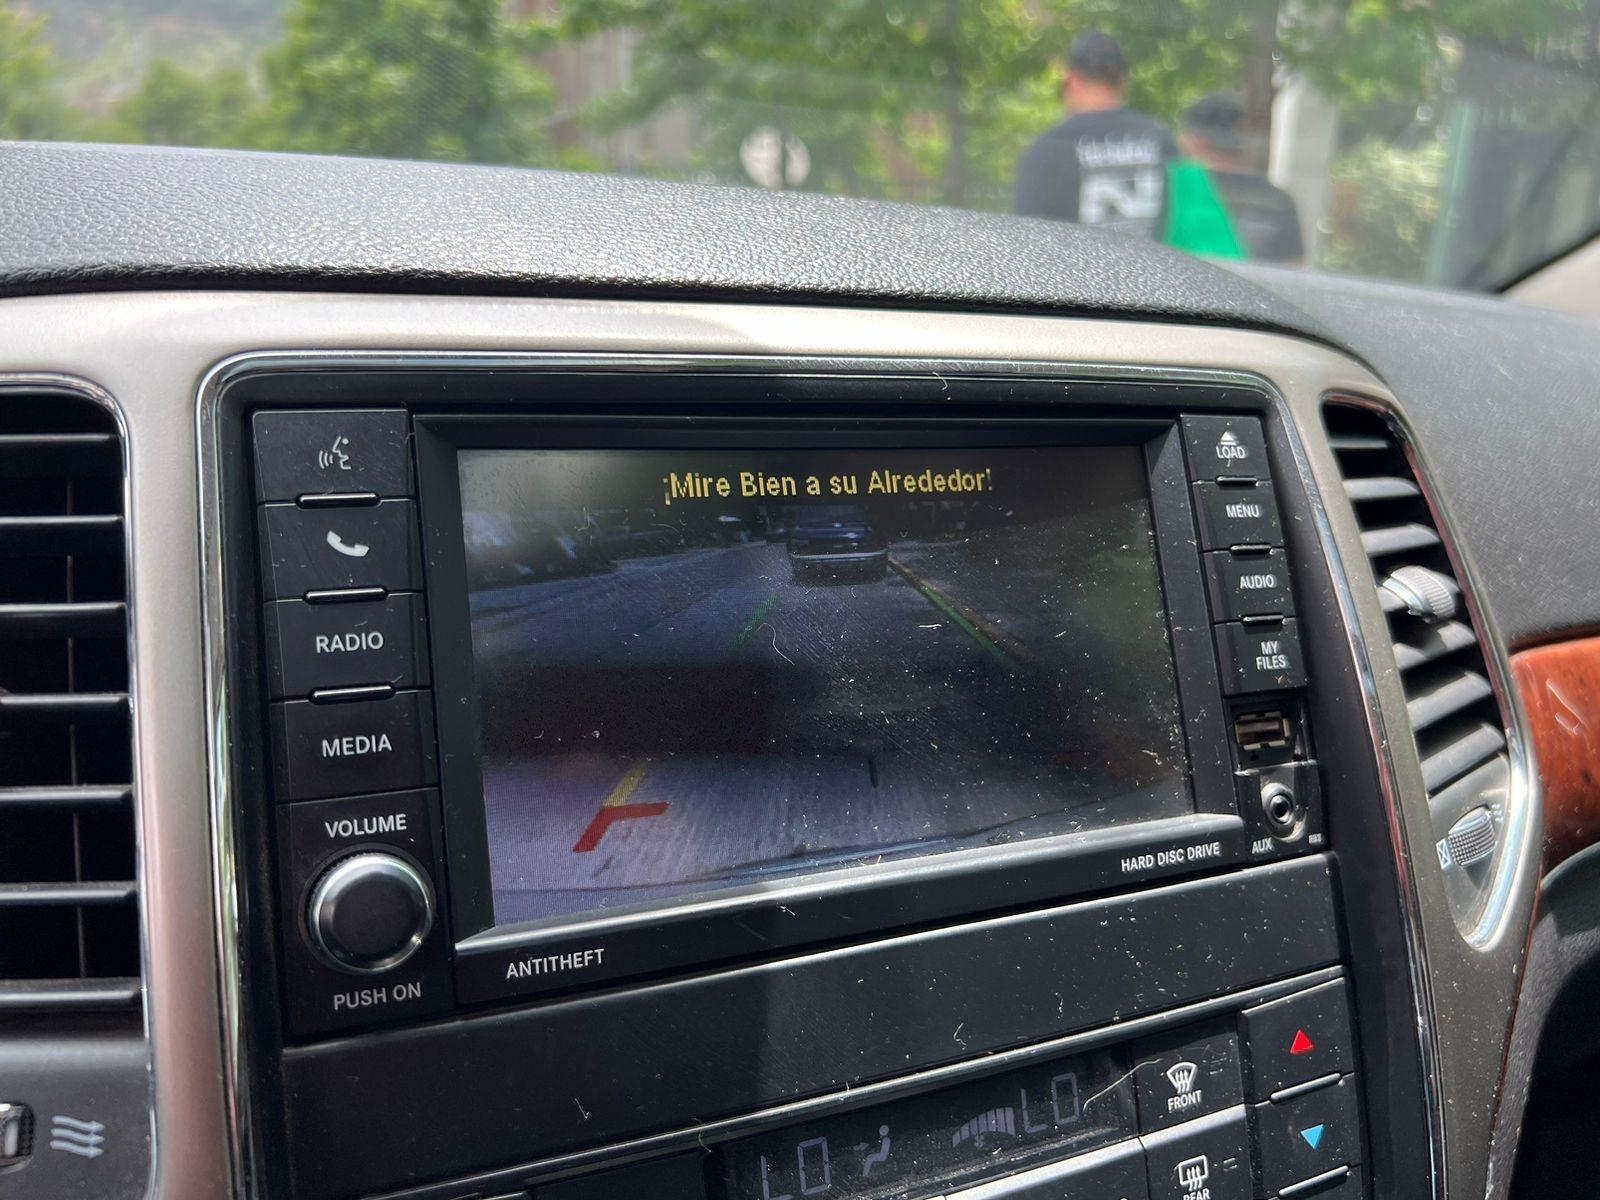 ¡Mire Bien a su Alrededor!
LOAD
MENU
AUDIO
MY
FILES
RADIO
MEDIA
VOLUME
PUSH ON
ANTITHEFT
HARD DISC DRIVE
AUX
LO
LO
FRONT
REAR